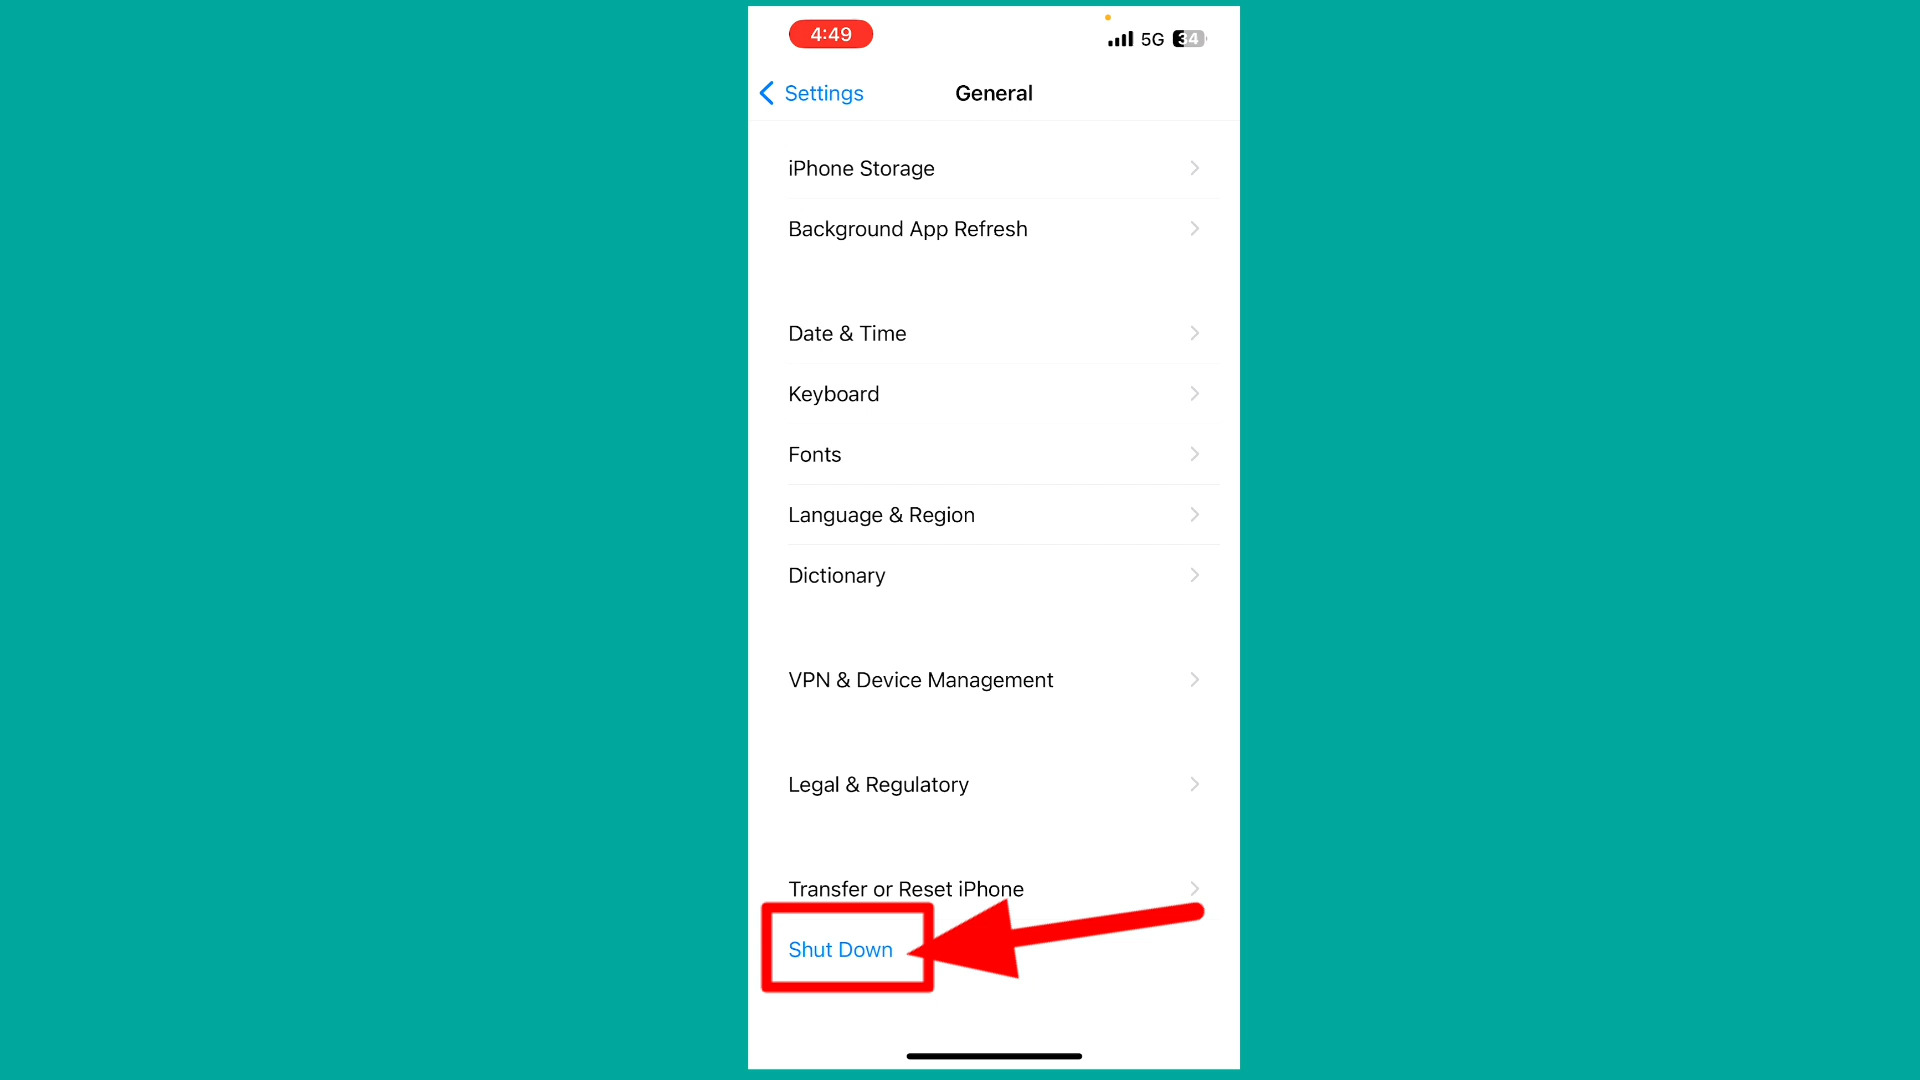 4:49
5G 34
Settings
General
iPhone Storage
Background App Refresh
Date & Time
Keyboard
Fonts
Language & Region
Dictionary
VPN & Device Management
Legal & Regulatory
Transfer or Reset iPhone
Shut Down